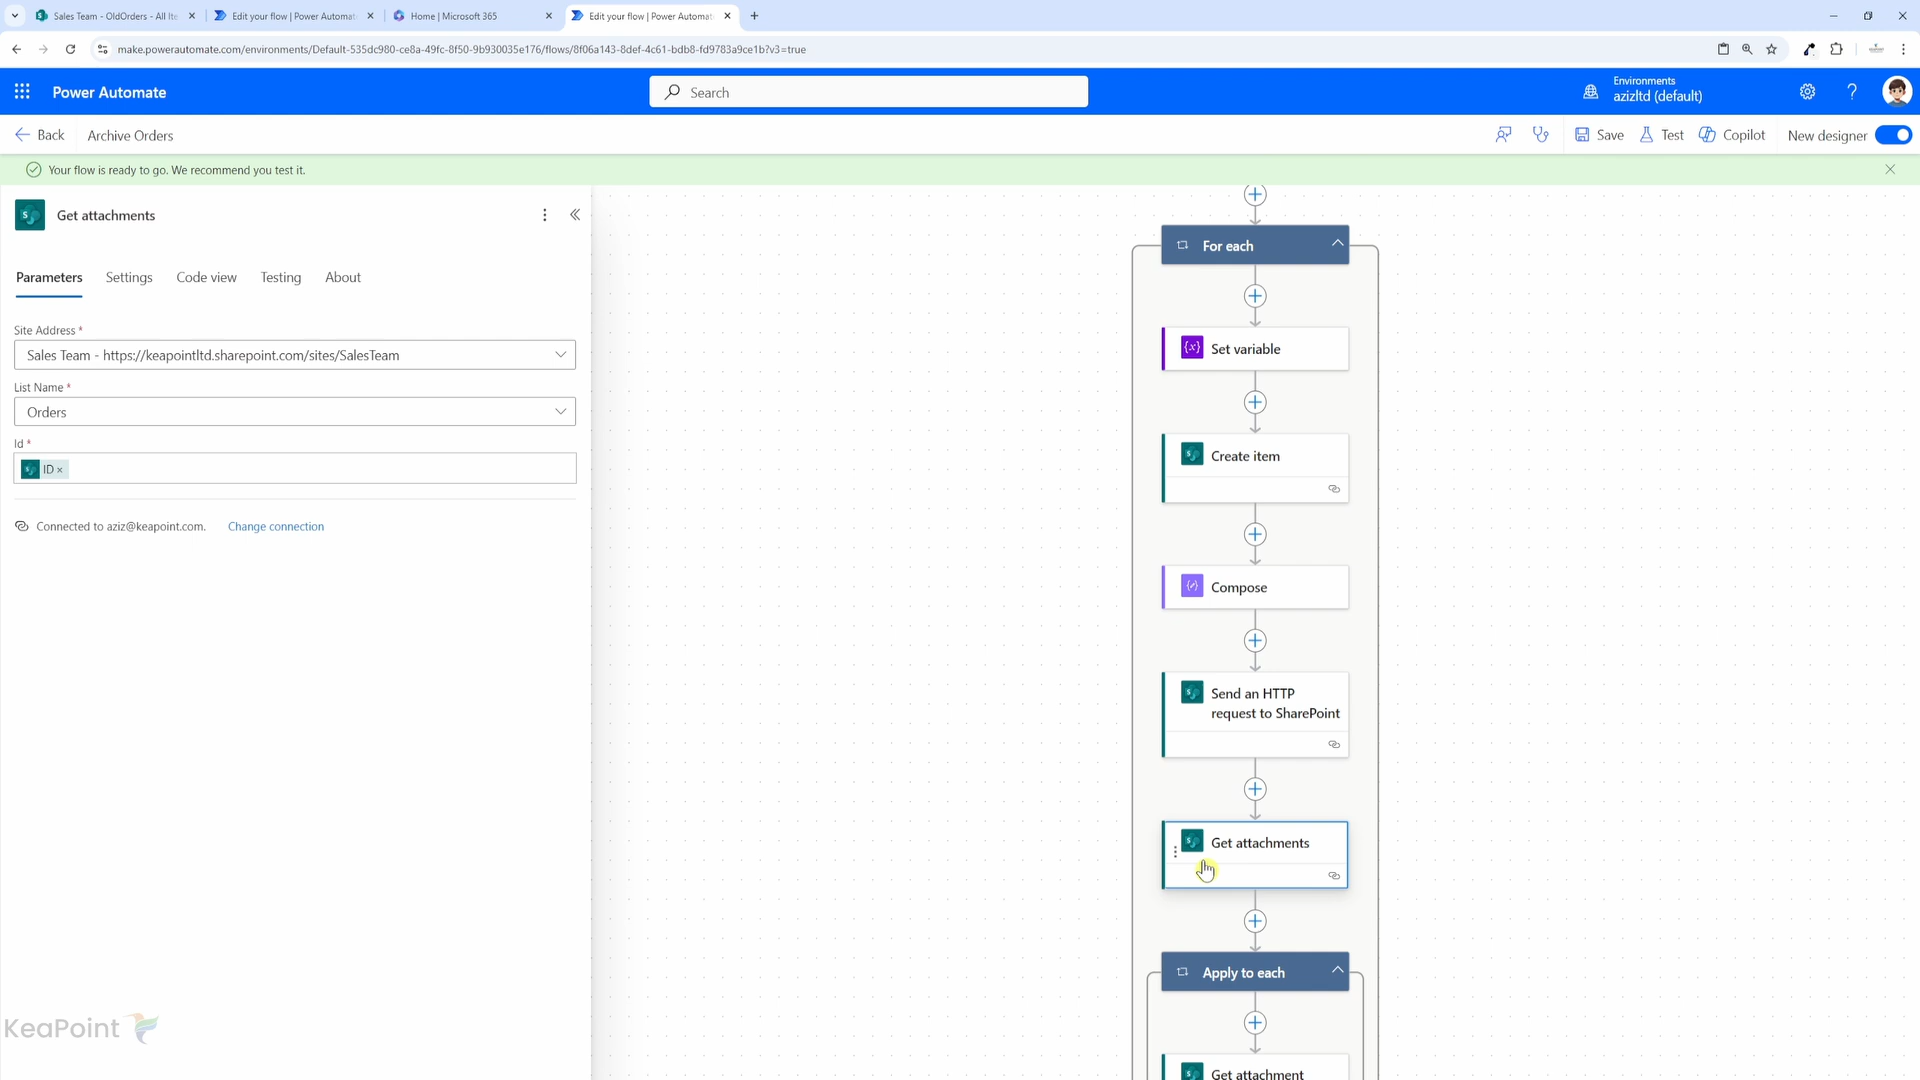 Sales Team - OldOrders - All Ite
Edit your flow | Power Automat
Home | Microsoft 365
Edit your flow | Power Automat
make.powerautomate.com/environments/Default-535dc980-ce8a-49fc-8f50-9b930035e176/flows/8f06a143-8def-4c61-bdb8-fd9783a9ce1b?v3=true
Power Automate
Search
Environments
azizltd (default)
Back
Archive Orders
Save
Test
Copilot
New designer
Your flow is ready to go. We recommend you test it.
Get attachments
Parameters
Settings
Code view
Testing
About
Site Address *
Sales Team - https://keapointltd.sharepoint.com/sites/SalesTeam
List Name *
Orders
Id *
ID ×
Connected to aziz@keapoint.com.
Change connection
For each
Set variable
Create item
Compose
Send an HTTP
request to SharePoint
Get attachments
Apply to each
Get attachment
KeaPoint